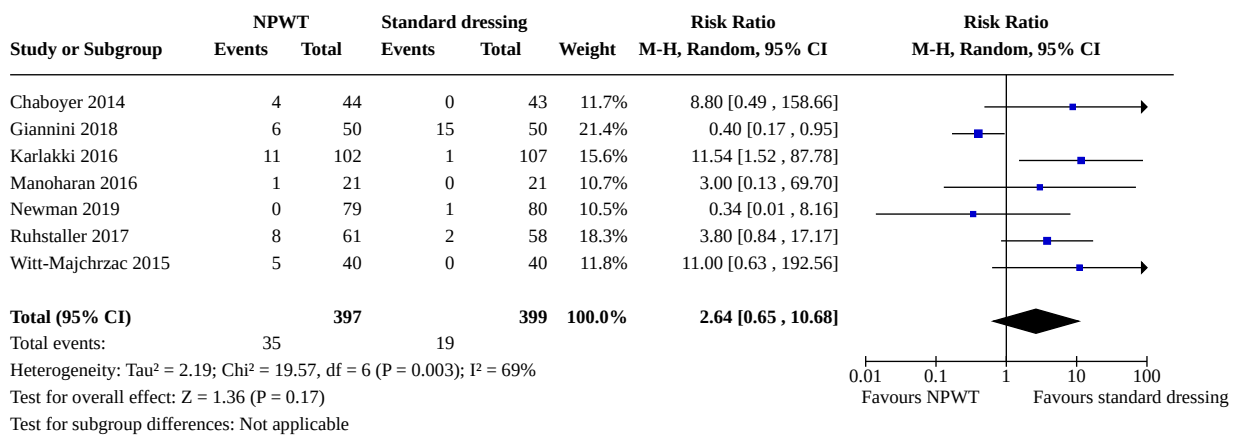 NPWT Standard dressing Risk Ratio Risk Ratio
Study or Subgroup Events Total Events Total Weight M-H, Random, 95% CI M-H, Random, 95% CI
Chaboyer 2014 4 44 0 43 11.7% 8.80 [0.49 , 158.66]
Giannini 2018 6 50 15 50 21.4% 0.40 [0.17 , 0.95]
Karlakki 2016 11 102 1 107 15.6% 11.54 [1.52 , 87.78]
Manoharan 2016 1 21 0 21 10.7% 3.00 [0.13 , 69.70]
Newman 2019 0 79 1 80 10.5% 0.34 [0.01 , 8.16]
Ruhstaller 2017 8 61 2 58 18.3% 3.80 [0.84 , 17.17]
Witt-Majchrzac 2015 5 40 0 40 11.8% 11.00 [0.63 , 192.56]
Total (95% CI) 397 399 100.0% 2.64 [0.65 , 10.68]
Total events: 35 19
Heterogeneity: Tau² = 2.19; Chi² = 19.57, df = 6 (P = 0.003); I² = 69%
Test for overall effect: Z = 1.36 (P = 0.17)
Test for subgroup differences: Not applicable
0.01 0.1 1 10 100
Favours NPWT Favours standard dressing